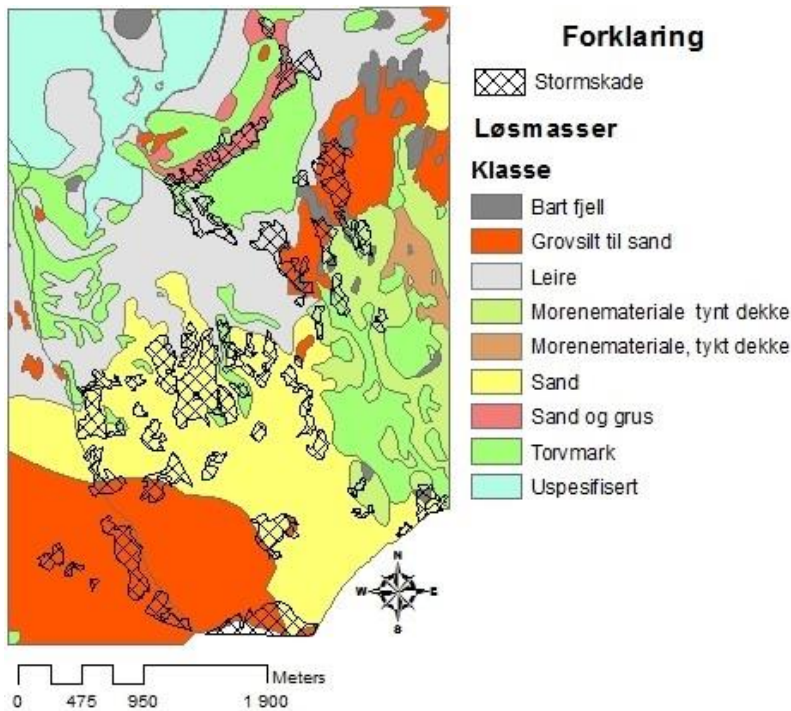 Forklaring
Stormskade
Løsmasser
Klasse
Bart fjell
Grovsilt til sand
Leire
Morenemateriale tynt dekke
Morenemateriale, tykt dekke
Sand
Sand og grus
Torvmark
Uspesifisert
N
W E
S
Meters
0 475 950 1 900